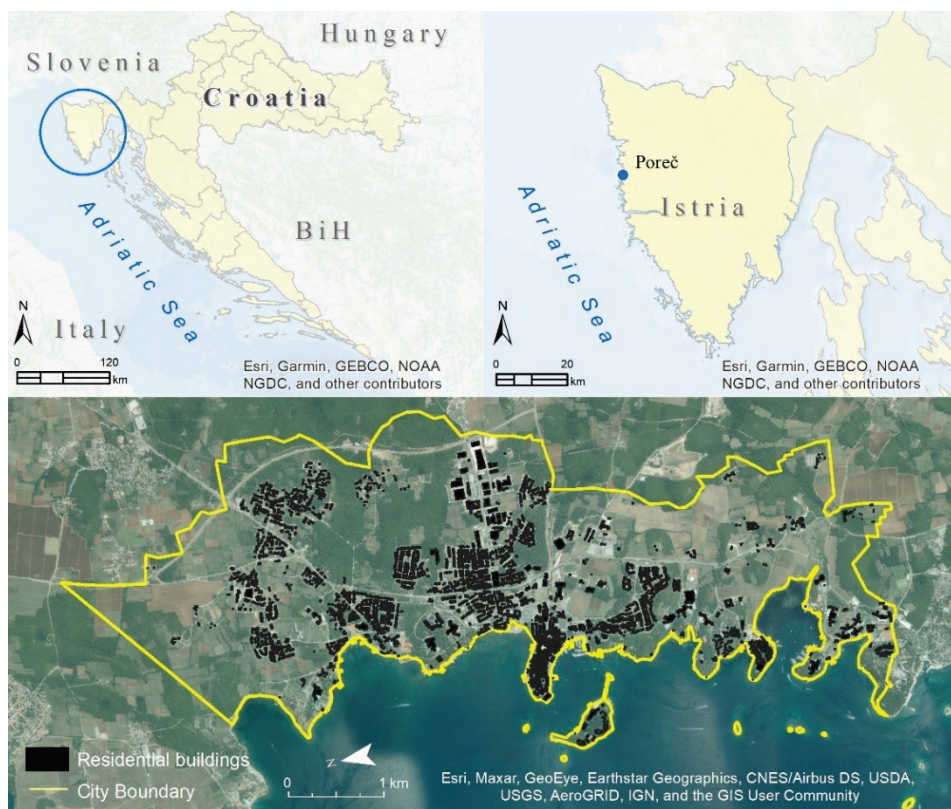 Hungary
Slovenia
Croatia
BiH
Adriatic Sea
Italy
N
0 120
km
Esri, Garmin, GEBCO, NOAA
NGDC, and other contributors
Poreč
Istria
Adriatic Sea
N
0 20
km
Esri, Garmin, GEBCO, NOAA
NGDC, and other contributors
Residential buildings
City Boundary
N
0 1 km
Esri, Maxar, GeoEye, Earthstar Geographics, CNES/Airbus DS, USDA,
USGS, AeroGRID, IGN, and the GIS User Community